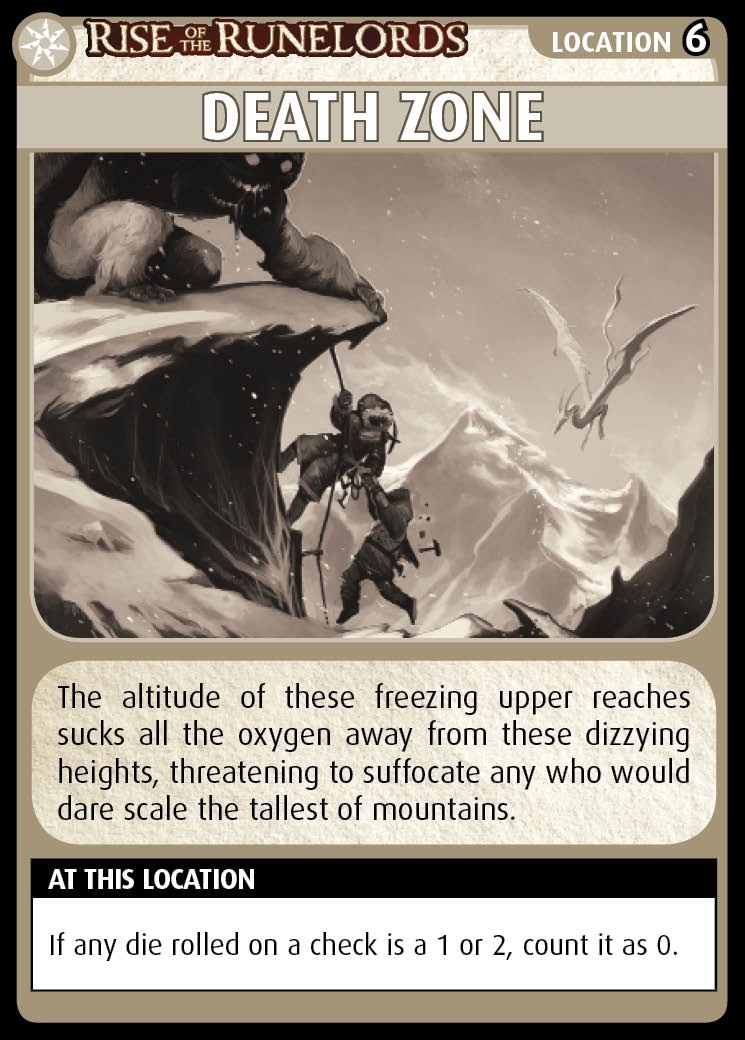 RISE OF THE RUNELORDS
LOCATION 6
DEATH ZONE
The altitude of these freezing upper reaches
sucks all the oxygen away from these dizzying
heights, threatening to suffocate any who would
dare scale the tallest of mountains.
AT THIS LOCATION
If any die rolled on a check is a 1 or 2, count it as 0.